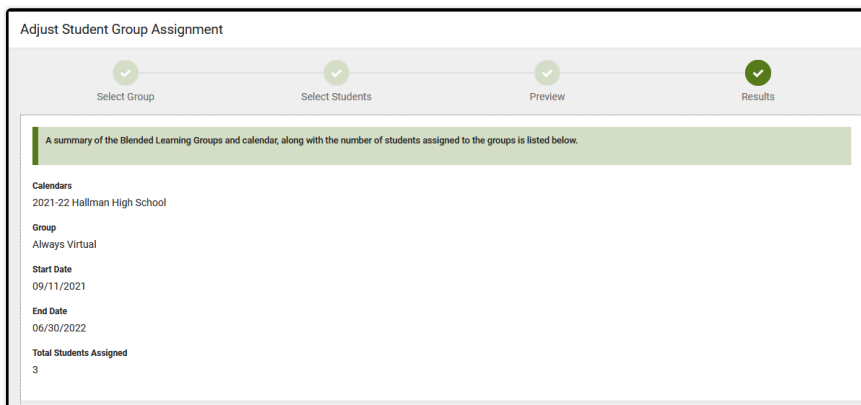 Adjust Student Group Assignment
Select Group
Select Students
Preview
Results
A summary of the Blended Learning Groups and calendar, along with the number of students assigned to the groups is listed below.
Calendars
2021-22 Hallman High School
Group
Always Virtual
Start Date
09/11/2021
End Date
06/30/2022
Total Students Assigned
3